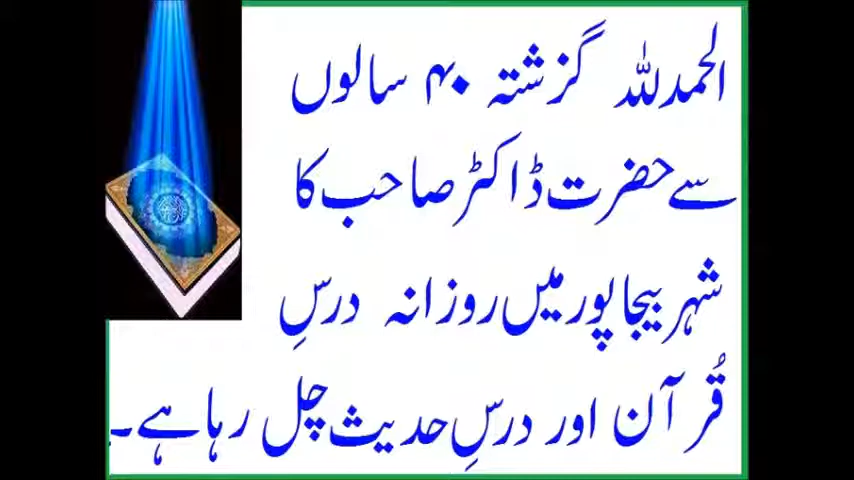 الحمدللہ گزشتہ ۴۰ سالوں
سے حضرت ڈاکٹر صاحب کا
شہر بیجاپور میں روزانہ درسِ
قُرآن اور درسِ حدیث چل رہا ہے۔